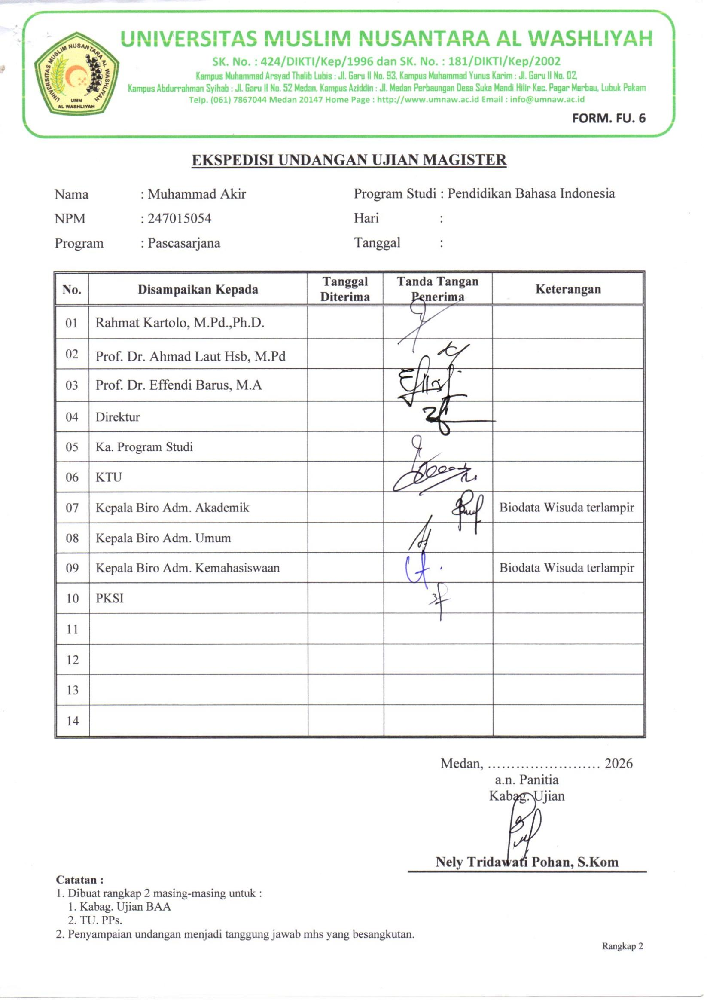 UNIVERSITAS MUSLIM NUSANTARA AL WASHLIYAH
UMN
AL WASHLIYAH
UNIVERSITAS MUSLIM NUSANTARA AL WASHLIYAH
SK. No. : 424/DIKTI/Kep/1996 dan SK. No. : 181/DIKTI/Kep/2002
Kampus Muhammad Arsyad Thalib Lubis : Jl. Garu II No. 93, Kampus Muhammad Yunus Karim : Jl. Garu II No. 02,
Kampus Abdurrahman Syihab : Jl. Garu II No. 52 Medan, Kampus Aziddin : Jl. Medan Perbaungan Desa Suka Mandi Hilir Kec. Pagar Merbau, Lubuk Pakam
Telp. (061) 7867044 Medan 20147 Home Page : http://www.umnaw.ac.id Email : info@umnaw.ac.id
FORM. FU. 6
EKSPEDISI UNDANGAN UJIAN MAGISTER
Nama : Muhammad Akir Program Studi : Pendidikan Bahasa Indonesia
NPM : 247015054 Hari :
Program : Pascasarjana Tanggal :
No. Disampaikan Kepada Tanggal Diterima Tanda Tangan Penerima Keterangan
01 Rahmat Kartolo, M.Pd.,Ph.D.
02 Prof. Dr. Ahmad Laut Hsb, M.Pd
03 Prof. Dr. Effendi Barus, M.A
04 Direktur
05 Ka. Program Studi
06 KTU
07 Kepala Biro Adm. Akademik Biodata Wisuda terlampir
08 Kepala Biro Adm. Umum
09 Kepala Biro Adm. Kemahasiswaan Biodata Wisuda terlampir
10 PKSI
11
12
13
14
Medan, ........................ 2026
a.n. Panitia
Kabag. Ujian
Nely Tridawati Pohan, S.Kom
Catatan :
1. Dibuat rangkap 2 masing-masing untuk :
1. Kabag. Ujian BAA
2. TU. PPs.
2. Penyampaian undangan menjadi tanggung jawab mhs yang besangkutan.
Rangkap 2